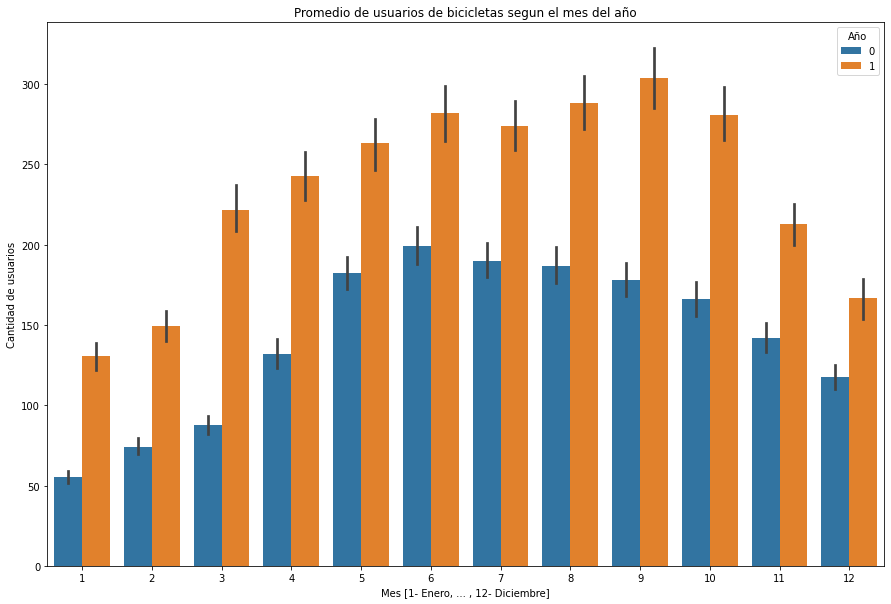 Promedio de usuarios de bicicletas segun el mes del año
Año
0
1
Cantidad de usuarios
300
250
200
150
100
50
0
1 2 3 4 5 6 7 8 9 10 11 12
Mes [1- Enero, ... , 12- Diciembre]